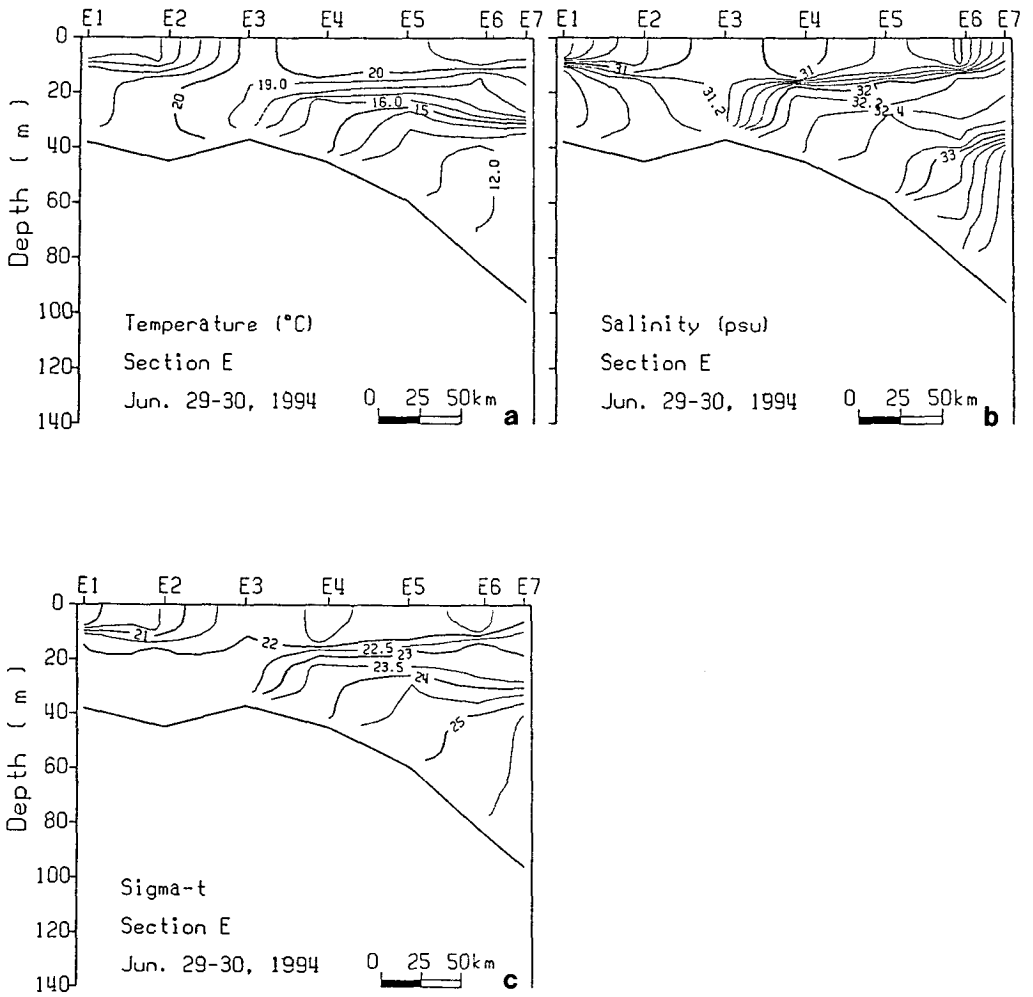 E1 E2 E3 E4 E5 E6 E7
0
20
40
60
80
100
120
140
Depth ( m )
20
19.0
20
16.0
15
12.0
Temperature (°C)
Section E
Jun. 29-30, 1994
0 25 50km
a
E1 E2 E3 E4 E5 E6 E7
31
31.2
31
32
32.2
32.4
33
Salinity (psu)
Section E
Jun. 29-30, 1994
0 25 50km
b
E1 E2 E3 E4 E5 E6 E7
0
20
40
60
80
100
120
140
Depth ( m )
21
22
22.5
23
23.5
24
25
Sigma-t
Section E
Jun. 29-30, 1994
0 25 50km
c